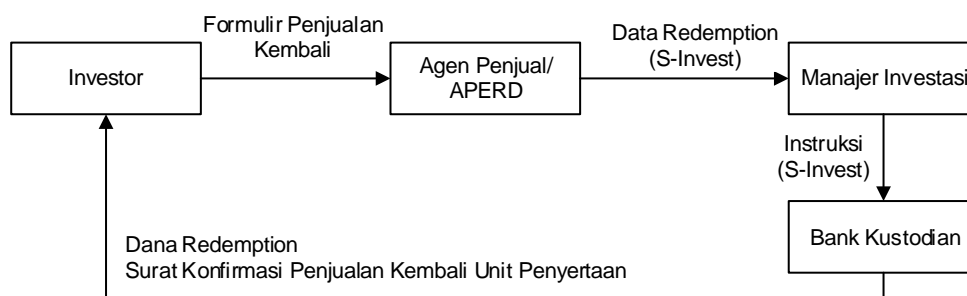 Formulir Penjualan
Kembali
Data Redemption
(S-Invest)
Investor
Agen Penjual/
APERD
Manajer Investasi
Instruksi
(S-Invest)
Bank Kustodian
Dana Redemption
Surat Konfirmasi Penjualan Kembali Unit Penyertaan